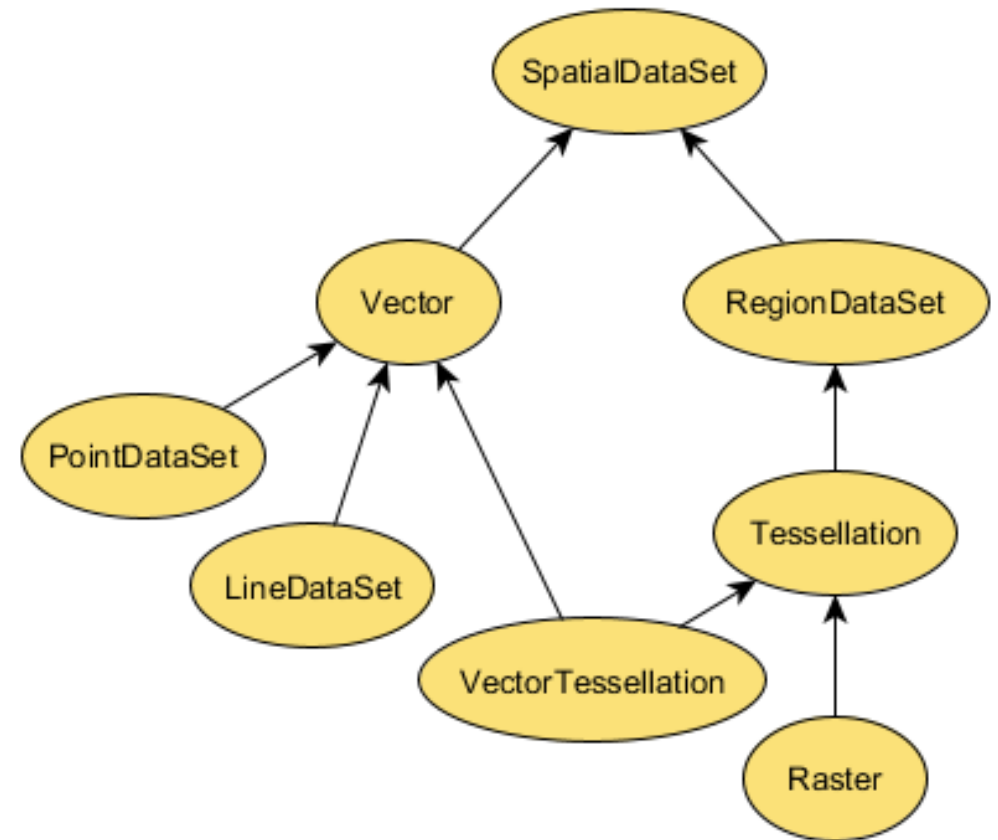 SpatialDataSet
Vector
RegionDataSet
PointDataSet
Tessellation
LineDataSet
VectorTessellation
Raster